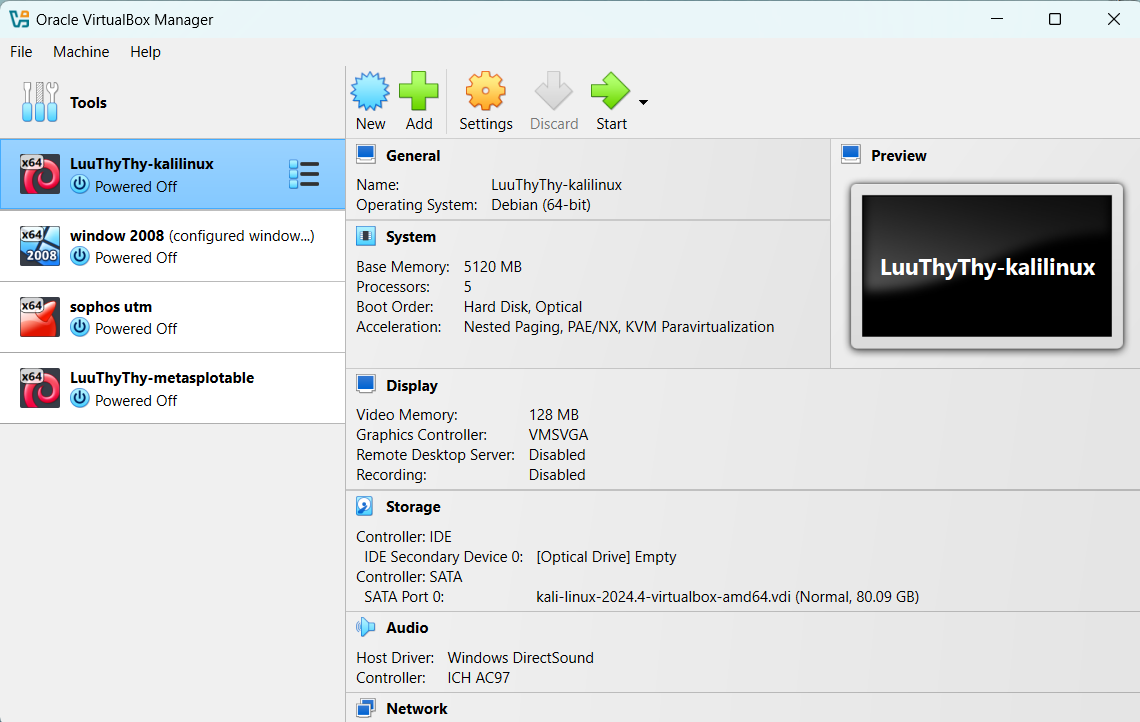 Oracle VirtualBox Manager
File Machine Help
Tools
New Add Settings Discard Start
x64 LuuThyThy-kalilinux
Powered Off
x64 2008 window 2008 (configured window...)
Powered Off
x64 sophos utm
Powered Off
x64 LuuThyThy-metasplotable
Powered Off
General
Name: LuuThyThy-kalilinux
Operating System: Debian (64-bit)
System
Base Memory: 5120 MB
Processors: 5
Boot Order: Hard Disk, Optical
Acceleration: Nested Paging, PAE/NX, KVM Paravirtualization
Preview
LuuThyThy-kalilinux
Display
Video Memory: 128 MB
Graphics Controller: VMSVGA
Remote Desktop Server: Disabled
Recording: Disabled
Storage
Controller: IDE
IDE Secondary Device 0: [Optical Drive] Empty
Controller: SATA
SATA Port 0: kali-linux-2024.4-virtualbox-amd64.vdi (Normal, 80.09 GB)
Audio
Host Driver: Windows DirectSound
Controller: ICH AC97
Network